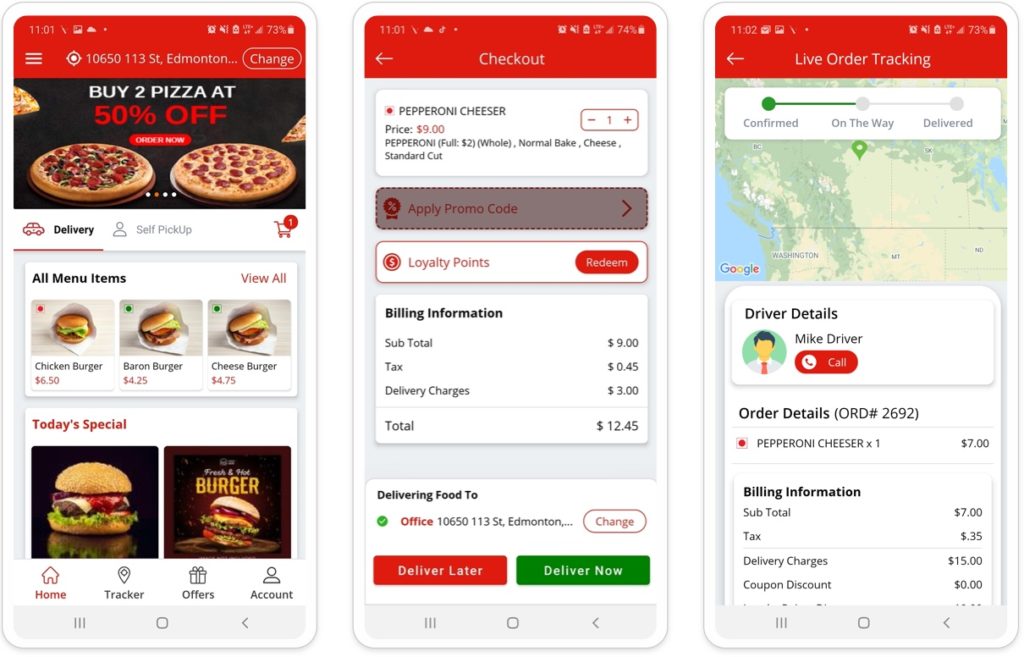 11:01
73%
10650 113 St, Edmonton...
Change
BUY 2 PIZZA AT
50% OFF
ORDER NOW
Delivery
Self PickUp
1
All Menu Items
View All
Chicken Burger
Baron Burger
Cheese Burger
$6.50
$4.25
$4.75
Today's Special
Fresh & Hot
BURGER
Home
Tracker
Offers
Account
11:01
74%
Checkout
PEPPERONI CHEESER
Price: $9.00
− 1 +
PEPPERONI (Full: $2) (Whole) , Normal Bake , Cheese ,
Standard Cut
Apply Promo Code
Loyalty Points
Redeem
Billing Information
Sub Total
$ 9.00
Tax
$ 0.45
Delivery Charges
$ 3.00
Total
$ 12.45
Delivering Food To
Office 10650 113 St, Edmonton,...
Change
Deliver Later
Deliver Now
11:02
73%
Live Order Tracking
Confirmed
On The Way
Delivered
BC
SK
WASHINGTON
MT
ND
Google
Driver Details
Mike Driver
Call
Order Details (ORD# 2692)
PEPPERONI CHEESER x 1
$7.00
Billing Information
Sub Total
$7.00
Tax
$.35
Delivery Charges
$15.00
Coupon Discount
$0.00